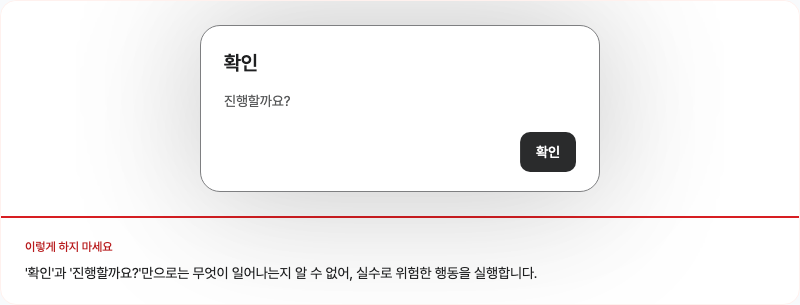 확인
진행할까요?
확인
이렇게 하지 마세요
'확인'과 '진행할까요?'만으로는 무엇이 일어나는지 알 수 없어, 실수로 위험한 행동을 실행합니다.